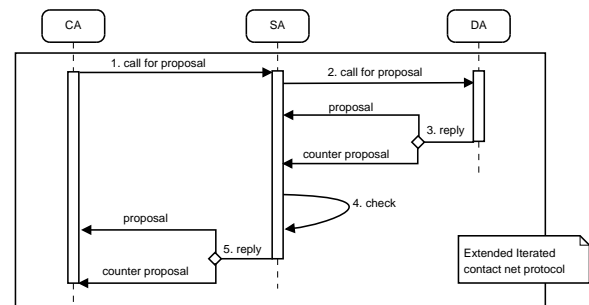 CA
SA
DA
1. call for proposal
2. call for proposal
proposal
3. reply
counter proposal
4. check
proposal
5. reply
counter proposal
Extended Iterated
contact net protocol